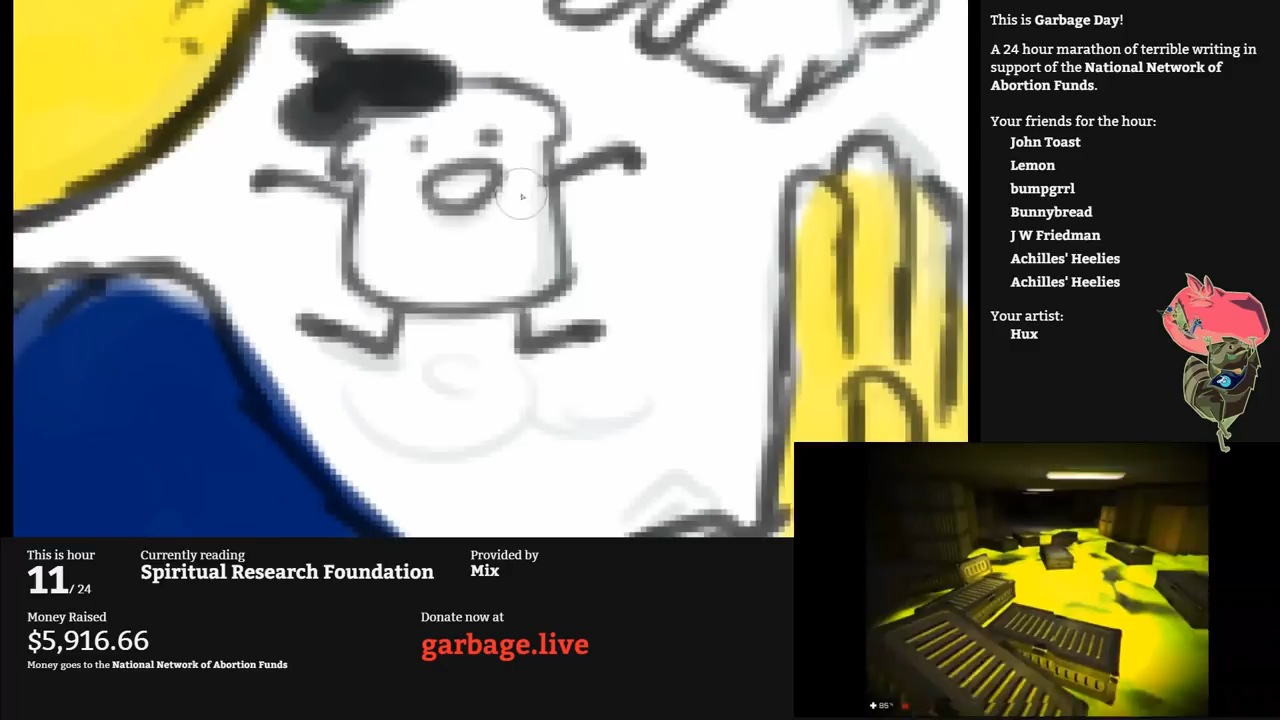 This is Garbage Day!
A 24 hour marathon of terrible writing in
support of the National Network of
Abortion Funds.
Your friends for the hour:
John Toast
Lemon
bumpgrrl
Bunnybread
J W Friedman
Achilles' Heelies
Achilles' Heelies
Your artist:
Hux
This is hour
11/ 24
Currently reading
Spiritual Research Foundation
Provided by
Mix
Money Raised
$5,916.66
Money goes to the National Network of Abortion Funds
Donate now at
garbage.live
85